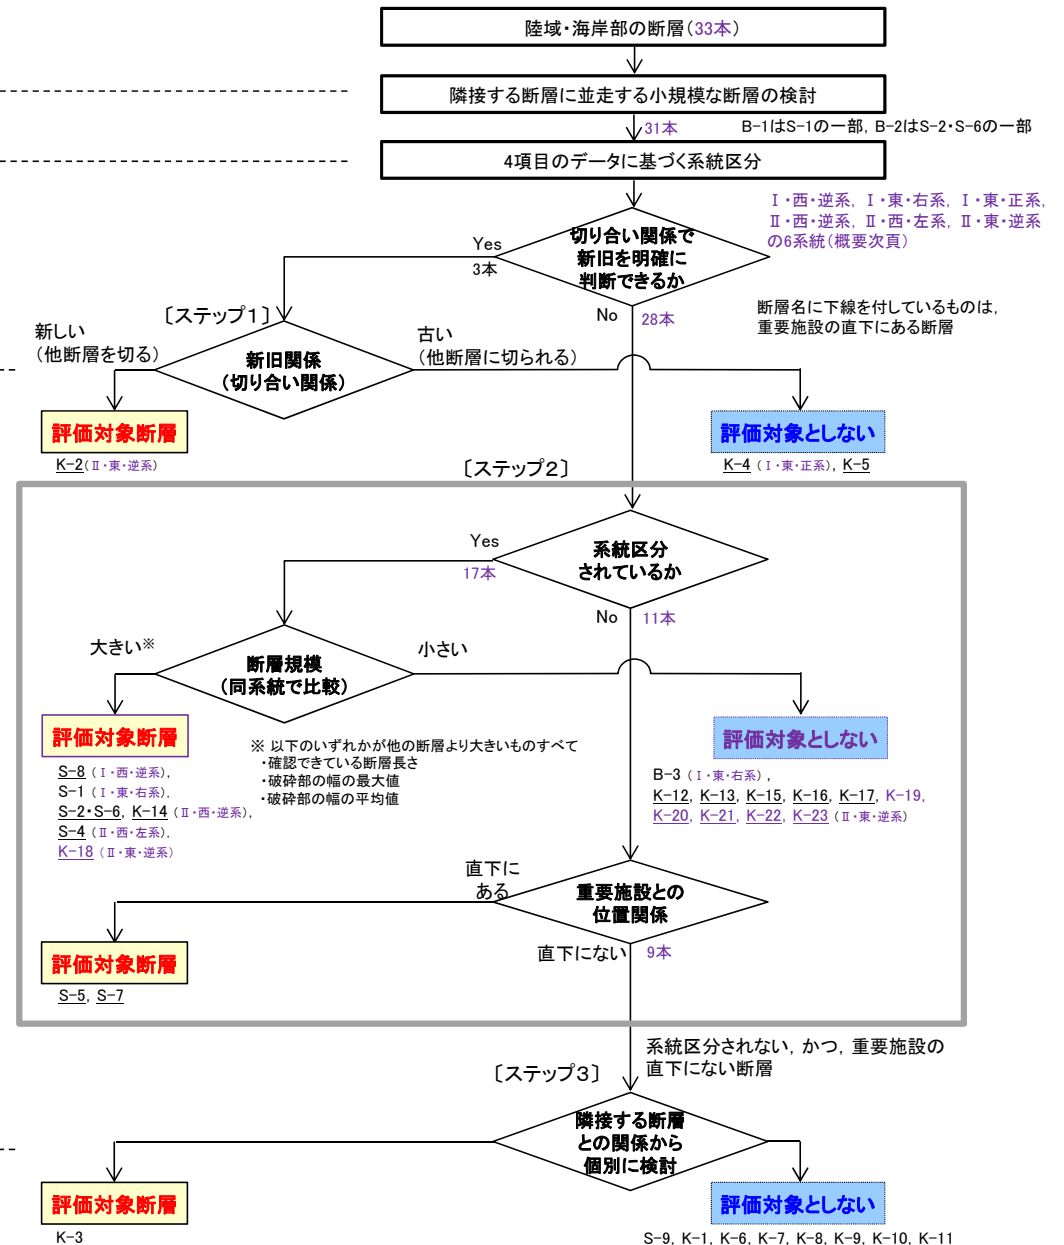 陸域・海岸部の断層(33本)
隣接する断層に並走する小規模な断層の検討
31本
B-1はS-1の一部, B-2はS-2・S-6の一部
4項目のデータに基づく系統区分
Ⅰ・西・逆系, Ⅰ・東・右系, Ⅰ・東・正系,
Ⅱ・西・逆系, Ⅱ・西・左系, Ⅱ・東・逆系
の6系統(概要次頁)
切り合い関係で
新旧を明確に
判断できるか
Yes
3本
No
28本
断層名に下線を付しているものは,
重要施設の直下にある断層
〔ステップ1〕
新しい
(他断層を切る)
新旧関係
(切り合い関係)
古い
(他断層に切られる)
評価対象断層
K-2(Ⅱ・東・逆系)
評価対象としない
K-4 (Ⅰ・東・正系), K-5
〔ステップ2〕
系統区分
されているか
Yes
17本
No
11本
大きい※
断層規模
(同系統で比較)
小さい
評価対象断層
S-8 (Ⅰ・西・逆系),
S-1 (Ⅰ・東・右系),
S-2・S-6, K-14 (Ⅱ・西・逆系),
S-4 (Ⅱ・西・左系),
K-18 (Ⅱ・東・逆系)
※ 以下のいずれかが他の断層より大きいものすべて
・確認できている断層長さ
・破砕部の幅の最大値
・破砕部の幅の平均値
評価対象としない
B-3 (Ⅰ・東・右系) ,
K-12, K-13, K-15, K-16, K-17, K-19,
K-20, K-21, K-22, K-23 (Ⅱ・東・逆系)
直下に
ある
重要施設との
位置関係
直下にない
9本
評価対象断層
S-5, S-7
系統区分されない, かつ, 重要施設の
直下にない断層
〔ステップ3〕
隣接する断層
との関係から
個別に検討
評価対象断層
K-3
評価対象としない
S-9, K-1, K-6, K-7, K-8, K-9, K-10, K-11